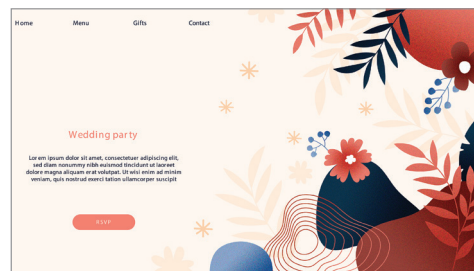 Home Menu Gifts Contact
Wedding party
Lorem ipsum dolor sit amet, consectetuer adipiscing elit,
sed diam nonummy nibh euismod tincidunt ut laoreet
dolore magna aliquam erat volutpat. Ut wisi enim ad minim
veniam, quis nostrud exerci tation ullamcorper suscipit
RSVP